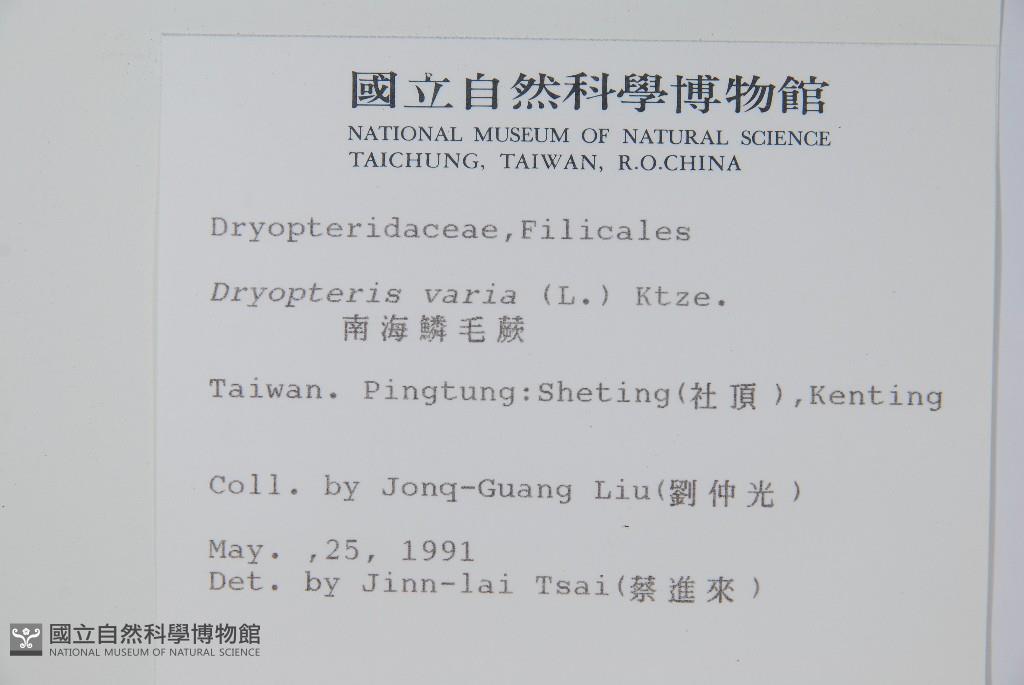 國立自然科學博物館
NATIONAL MUSEUM OF NATURAL SCIENCE
TAICHUNG, TAIWAN, R.O.CHINA
Dryopteridaceae,Filicales
Dryopteris varia (L.) Ktze.
南海鱗毛蕨
Taiwan. Pingtung:Sheting(社頂),Kenting
Coll. by Jonq-Guang Liu(劉仲光)
May. ,25, 1991
Det. by Jinn-lai Tsai(蔡進來)
國立自然科學博物館
NATIONAL MUSEUM OF NATURAL SCIENCE